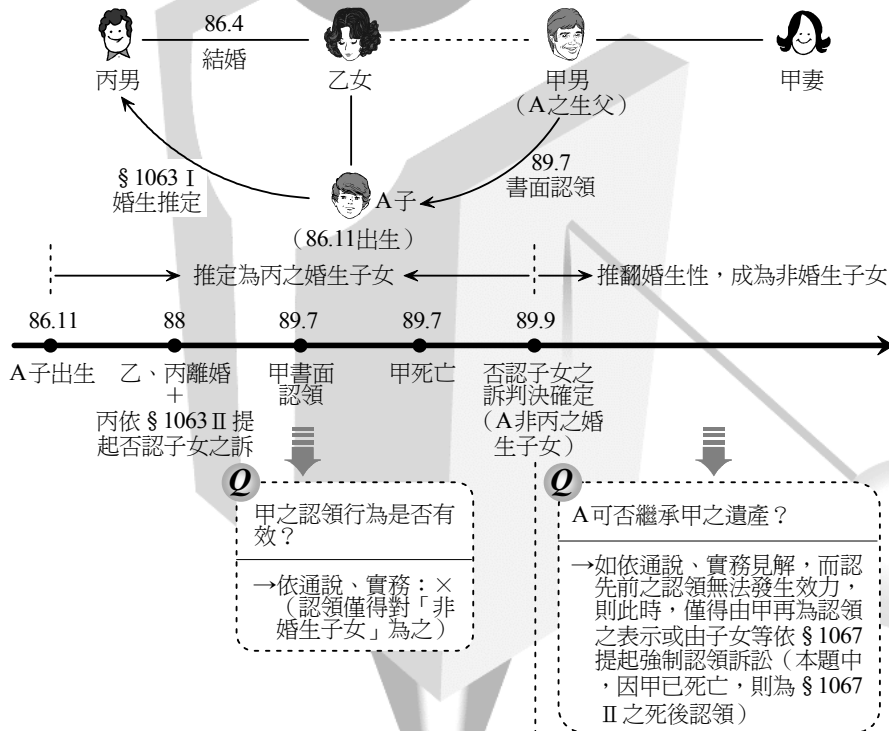 86.4
結婚
丙男
乙女
甲男
(A之生父)
甲妻
§1063 I
婚生推定
89.7
書面認領
A子
(86.11出生)
推定為丙之婚生子女
推翻婚生性,成為非婚生子女
86.11
88
89.7
89.7
89.9
A子出生
乙、丙離婚
+
丙依§1063 II 提
起否認子女之訴
甲書面
認領
甲死亡
否認子女之
訴判決確定
(A非丙之婚
生子女)
Q
甲之認領行為是否有
效?
→依通說、實務:×
(認領僅得對「非
婚生子女」為之)
Q
A可否繼承甲之遺產?
→如依通說、實務見解,而認
先前之認領無法發生效力,
則此時,僅得由甲再為認領
之表示或由子女等依§1067
提起強制認領訴訟(本題中
,因甲已死亡,則為§1067
II 之死後認領)